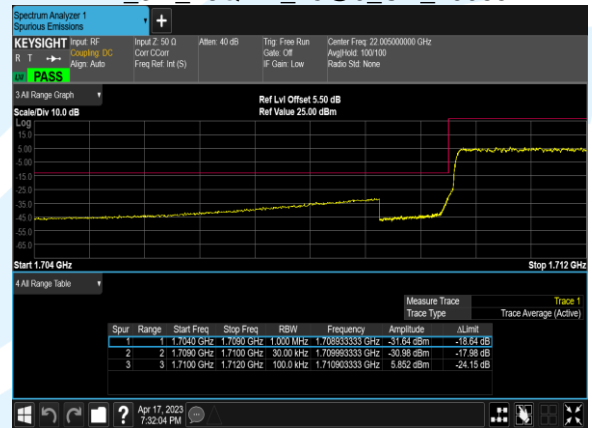 Spectrum Analyzer 1
Spurious Emissions
+
KEYSIGHT Input: RF Input Z: 50 Ω Atten: 40 dB Trig: Free Run Center Freq: 22.005000000 GHz
R T Coupling: DC Corr CCorr Gate: Off Avg|Hold: 100/100
Align: Auto Freq Ref: Int (S) IF Gain: Low Radio Std: None
LV PASS
3 All Range Graph
Scale/Div 10.0 dB Ref Lvl Offset 5.50 dB
Log Ref Value 25.00 dBm
15.0
5.00
-5.00
-15.0
-25.0
-35.0
-45.0
-55.0
-65.0
Start 1.704 GHz Stop 1.712 GHz
4 All Range Table
Measure Trace Trace 1
Trace Type Trace Average (Active)
Spur Range Start Freq Stop Freq RBW Frequency Amplitude ΔLimit
1 1 1.7040 GHz 1.7090 GHz 1.000 MHz 1.708933333 GHz -31.64 dBm -18.64 dB
2 2 1.7090 GHz 1.7100 GHz 30.00 kHz 1.709993333 GHz -30.98 dBm -17.98 dB
3 3 1.7100 GHz 1.7120 GHz 100.0 kHz 1.710903333 GHz 5.852 dBm -24.15 dB
? Apr 17, 2023
7:32:04 PM